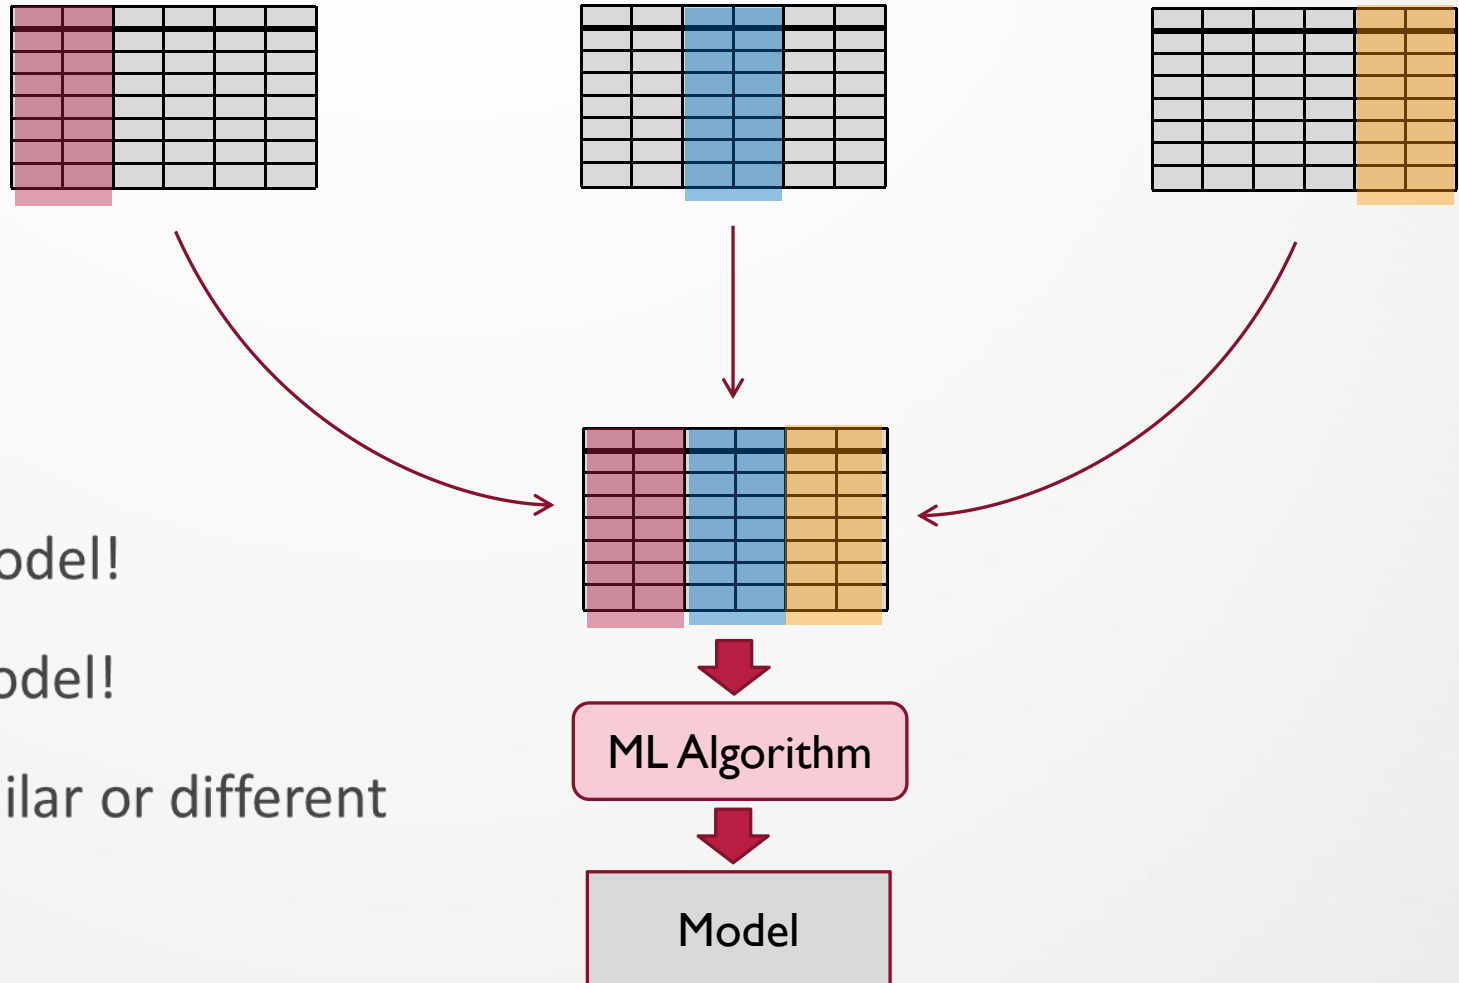 odel!
odel!
ilar or different
ML Algorithm
Model